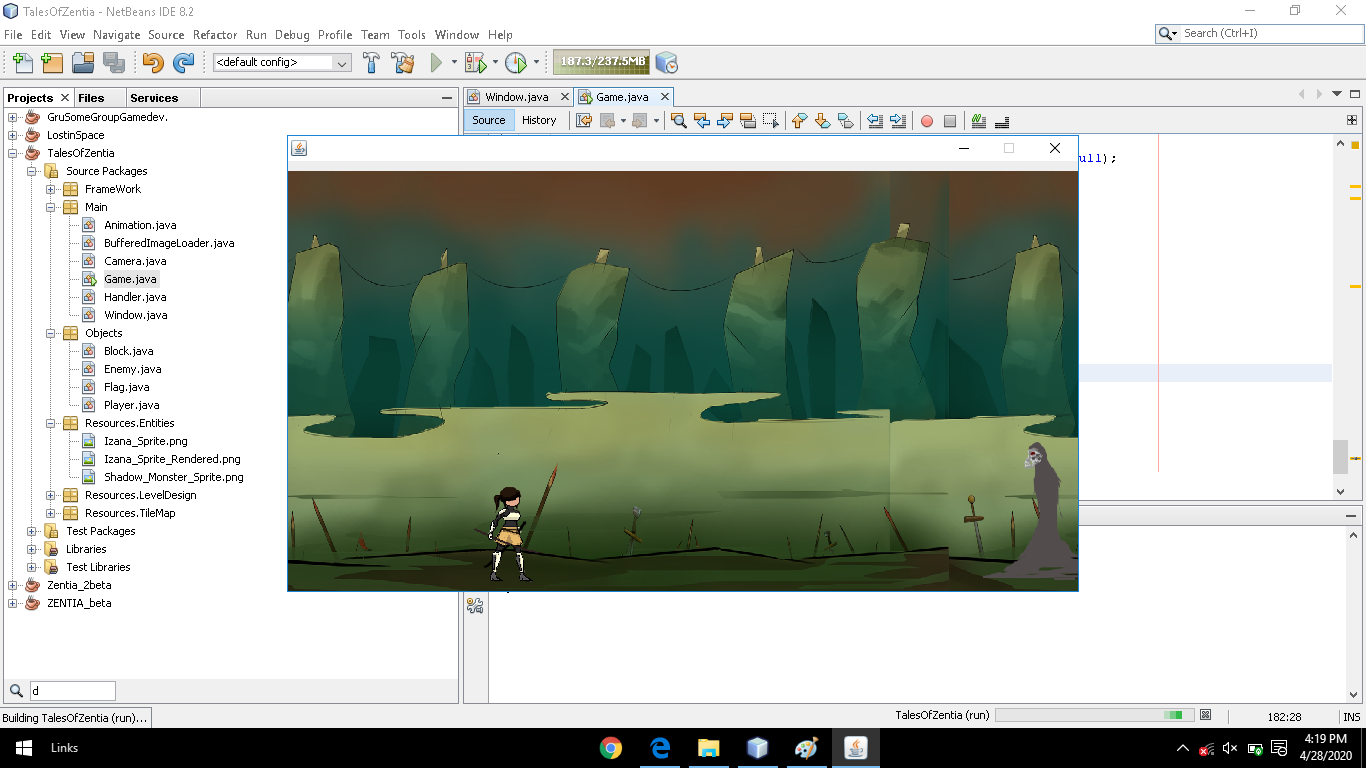 TalesOfZentia - NetBeans IDE 8.2
File Edit View Navigate Source Refactor Run Debug Profile Team Tools Window Help
Search (Ctrl+I)
<default config>
187.3/237.5MB
Projects Files Services
Window.java Game.java
Source History
GruSomeGroupGamedev.
LostinSpace
TalesOfZentia
Source Packages
FrameWork
Main
Animation.java
BufferedImageLoader.java
Camera.java
Game.java
Handler.java
Window.java
Objects
Block.java
Enemy.java
Flag.java
Player.java
Resources.Entities
Izana_Sprite.png
Izana_Sprite_Rendered.png
Shadow_Monster_Sprite.png
Resources.LevelDesign
Resources.TileMap
Test Packages
Libraries
Test Libraries
Zentia_2beta
ZENTIA_beta
ull);
d
Building TalesOfZentia (run)...
TalesOfZentia (run)
182:28
INS
Links
4:19 PM
4/28/2020